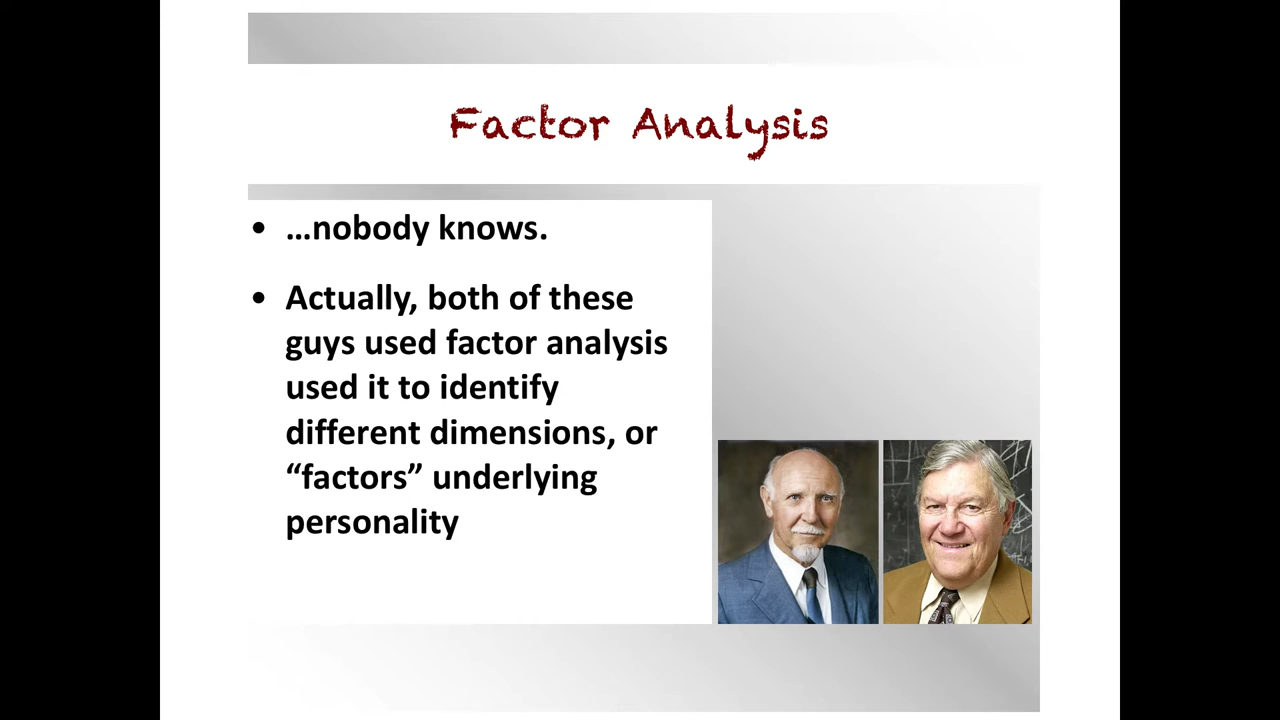 Factor Analysis
• …nobody knows.
• Actually, both of these
guys used factor analysis
used it to identify
different dimensions, or
“factors” underlying
personality